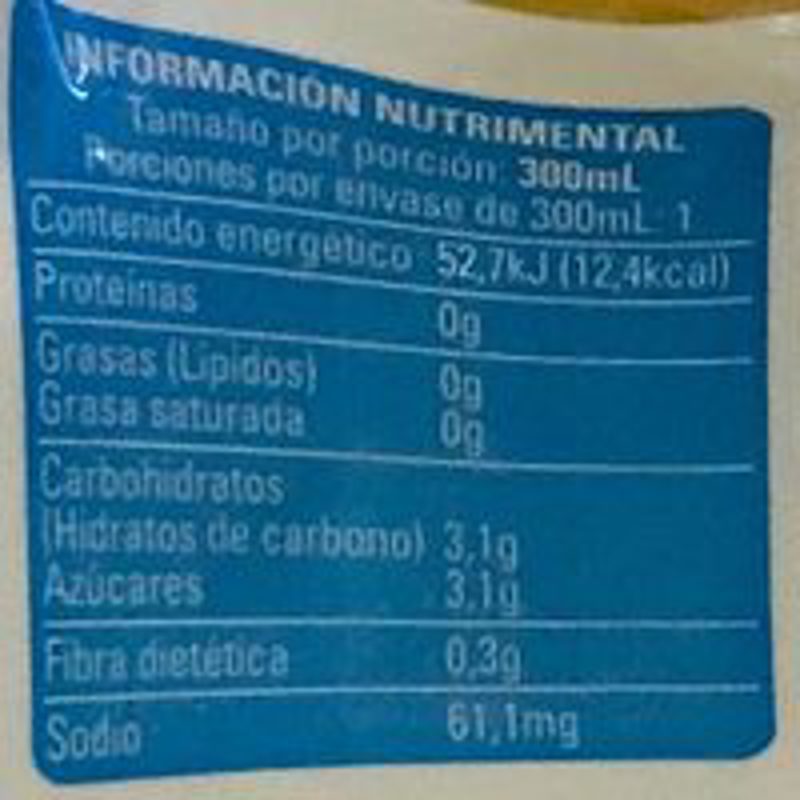 INFORMACIÓN NUTRIMENTAL
Tamaño por porción: 300mL
Porciones por envase de 300mL: 1
Contenido energético 52,7kJ (12,4kcal)
Proteínas 0g
Grasas (Lípidos) 0g
Grasa saturada 0g
Carbohidratos
(Hidratos de carbono) 3,1g
Azúcares 3,1g
Fibra dietética 0,3g
Sodio 61,1mg